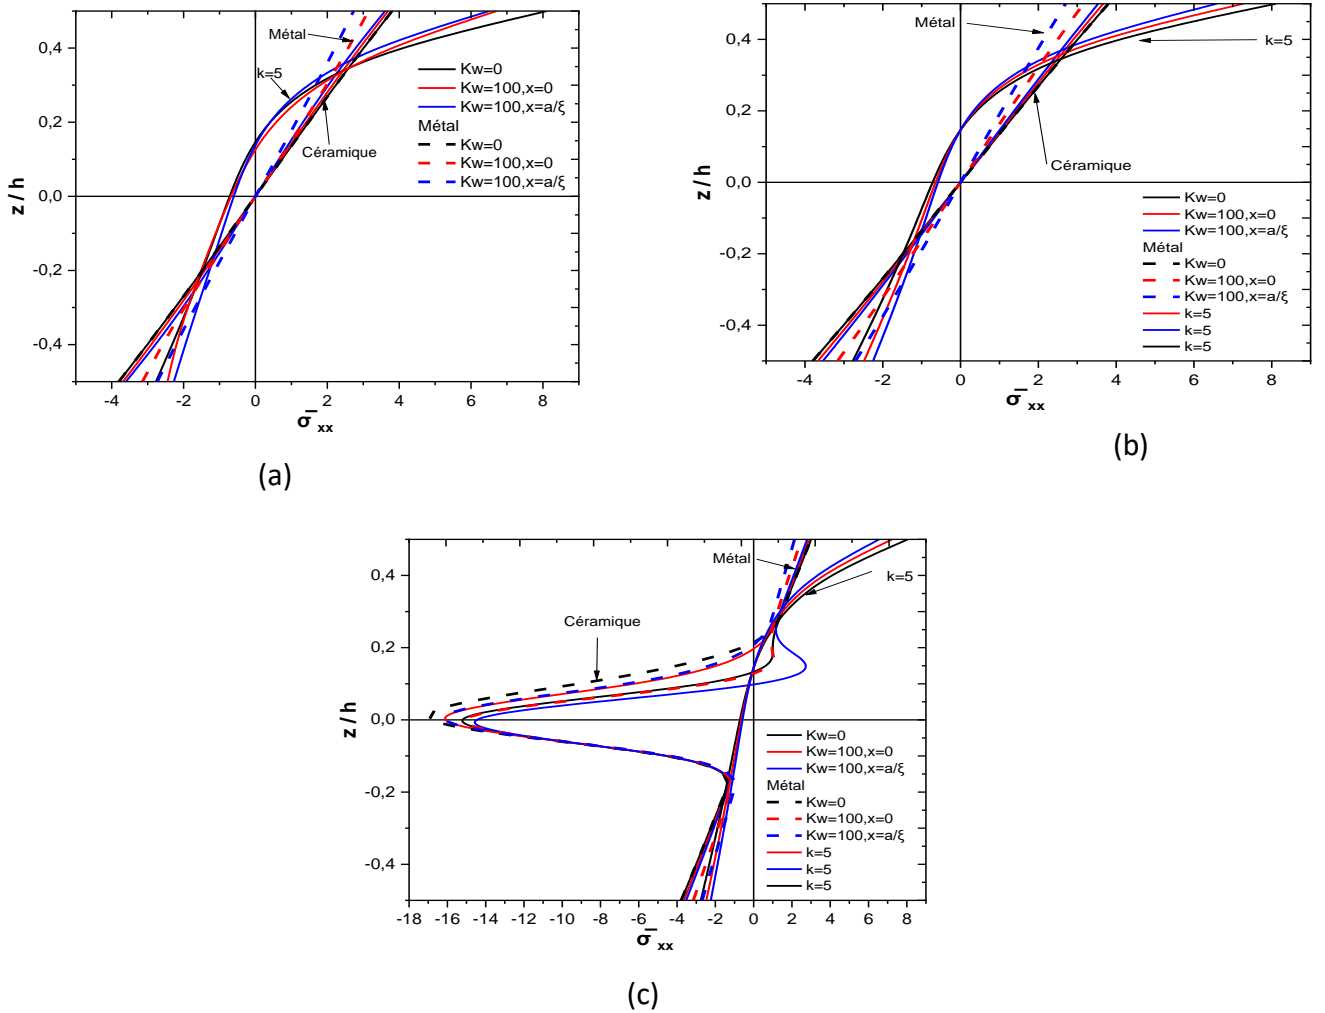 0,4
0,2
0,0
-0,2
-0,4
z / h
Métal
k=5
Céramique
Kw=0
Kw=100,x=0
Kw=100,x=a/ξ
Métal
Kw=0
Kw=100,x=0
Kw=100,x=a/ξ
-4 -2 0 2 4 6 8
σ̄xx
(a)
0,4
0,2
0,0
-0,2
-0,4
z / h
Métal
k=5
Céramique
Kw=0
Kw=100,x=0
Kw=100,x=a/ξ
Métal
Kw=0
Kw=100,x=0
Kw=100,x=a/ξ
k=5
k=5
k=5
-4 -2 0 2 4 6 8
σ̄xx
(b)
0,4
0,2
0,0
-0,2
-0,4
z / h
Métal
k=5
Céramique
Kw=0
Kw=100,x=0
Kw=100,x=a/ξ
Métal
Kw=0
Kw=100,x=0
Kw=100,x=a/ξ
k=5
k=5
k=5
-18 -16 -14 -12 -10 -8 -6 -4 -2 0 2 4 6 8
σ̄xx
(c)